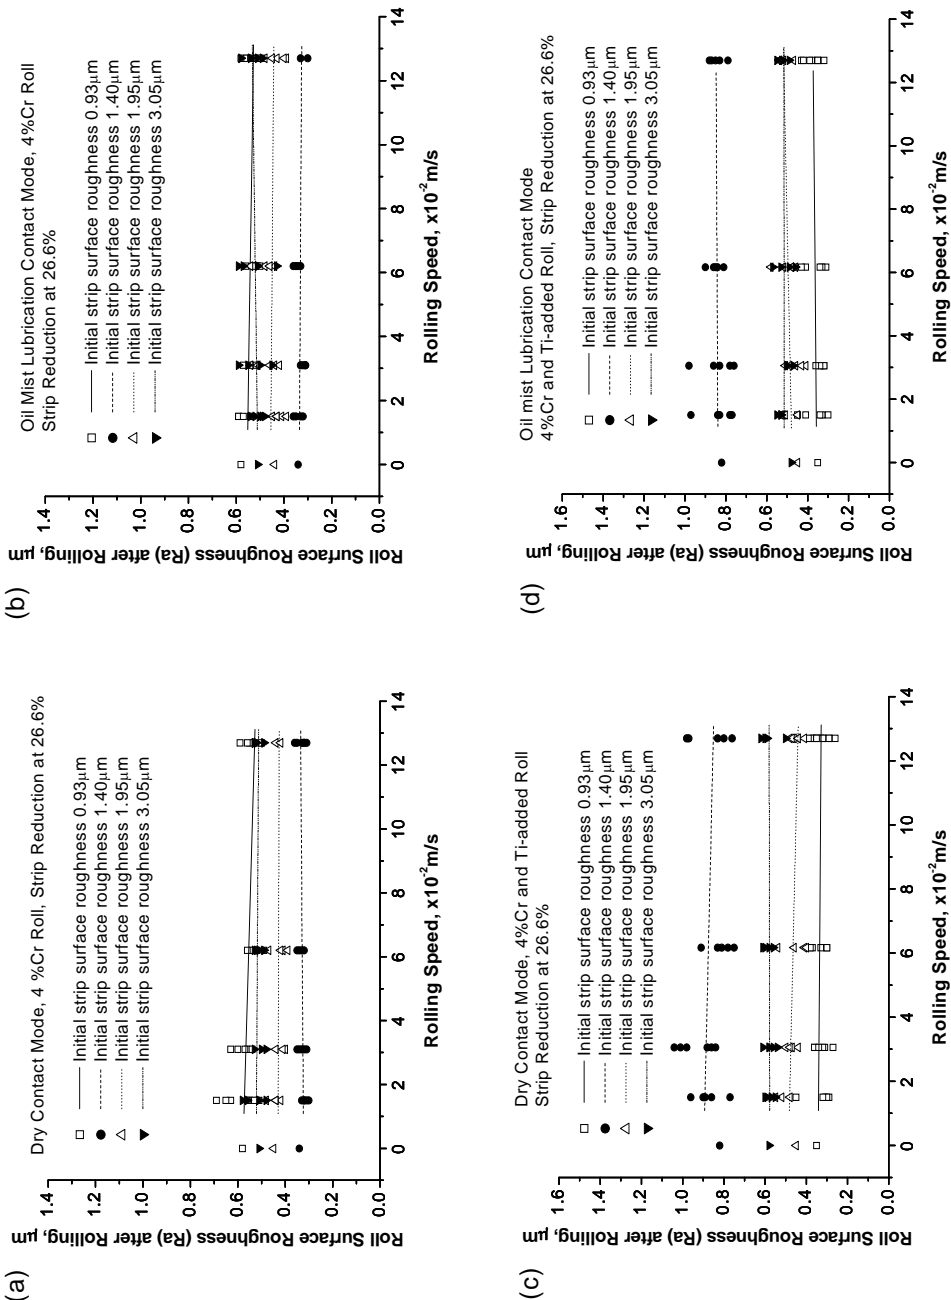 (a)
Dry Contact Mode, 4 %Cr Roll, Strip Reduction at 26.6%
Initial strip surface roughness 0.93μm
Initial strip surface roughness 1.40μm
Initial strip surface roughness 1.95μm
Initial strip surface roughness 3.05μm
1.4
1.2
1.0
0.8
0.6
0.4
0.2
0.0
Roll Surface Roughness (Ra) after Rolling, μm
0 2 4 6 8 10 12 14
Rolling Speed, x10-2m/s
(b)
Oil Mist Lubrication Contact Mode, 4%Cr Roll
Strip Reduction at 26.6%
Initial strip surface roughness 0.93μm
Initial strip surface roughness 1.40μm
Initial strip surface roughness 1.95μm
Initial strip surface roughness 3.05μm
1.4
1.2
1.0
0.8
0.6
0.4
0.2
0.0
Roll Surface Roughness (Ra) after Rolling, μm
0 2 4 6 8 10 12 14
Rolling Speed, x10-2m/s
(c)
Dry Contact Mode, 4%Cr and Ti-added Roll
Strip Reduction at 26.6%
Initial strip surface roughness 0.93μm
Initial strip surface roughness 1.40μm
Initial strip surface roughness 1.95μm
Initial strip surface roughness 3.05μm
1.6
1.4
1.2
1.0
0.8
0.6
0.4
0.2
0.0
Roll Surface Roughness (Ra) after Rolling, μm
0 2 4 6 8 10 12 14
Rolling Speed, x10-2m/s
(d)
Oil mist Lubrication Contact Mode
4%Cr and Ti-added Roll, Strip Reduction at 26.6%
Initial strip surface roughness 0.93μm
Initial strip surface roughness 1.40μm
Initial strip surface roughness 1.95μm
Initial strip surface roughness 3.05μm
1.6
1.4
1.2
1.0
0.8
0.6
0.4
0.2
0.0
Roll Surface Roughness (Ra) after Rolling, μm
0 2 4 6 8 10 12 14
Rolling Speed, x10-2m/s